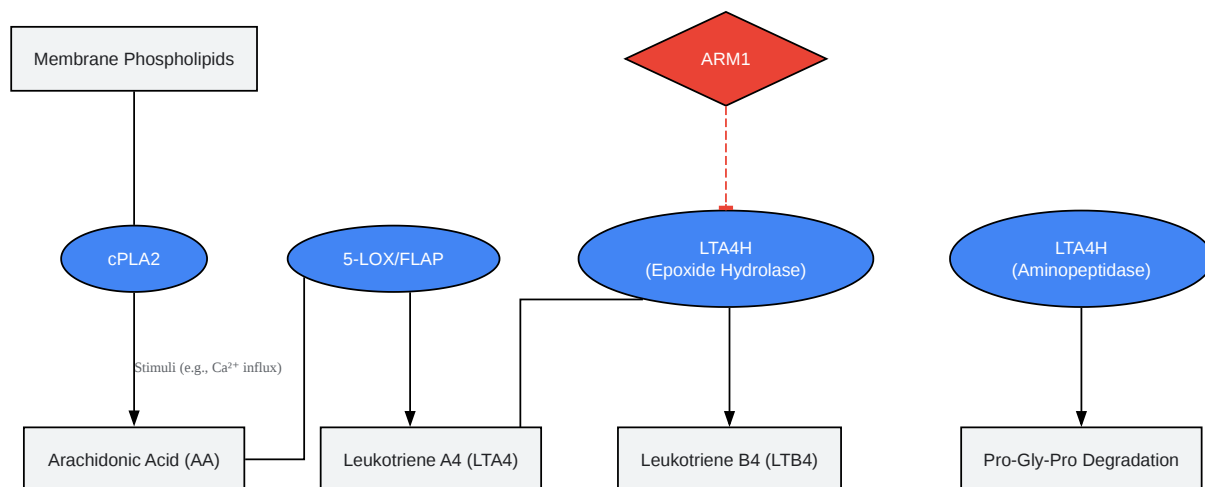 Membrane Phospholipids
ARM1
cPLA2
5-LOX/FLAP
LTA4H
(Epoxide Hydrolase)
LTA4H
(Aminopeptidase)
Stimuli (e.g., Ca²⁺ influx)
Arachidonic Acid (AA)
Leukotriene A4 (LTA4)
Leukotriene B4 (LTB4)
Pro-Gly-Pro Degradation